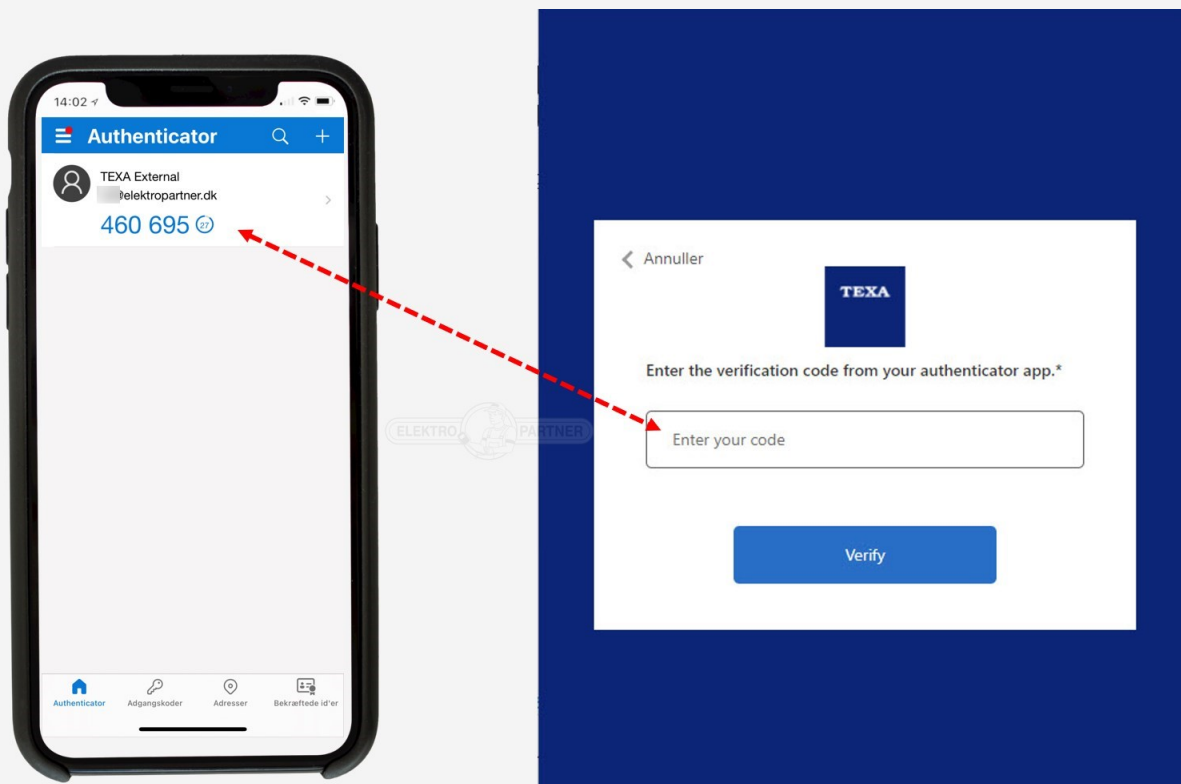 14:02
Authenticator
TEXA External
@elektropartner.dk
460 695 27
Authenticator Adgangskoder Adresser Bekræftede id'er
ELEKTRO PARTNER
Annuller
TEXA
Enter the verification code from your authenticator app.*
Enter your code
Verify